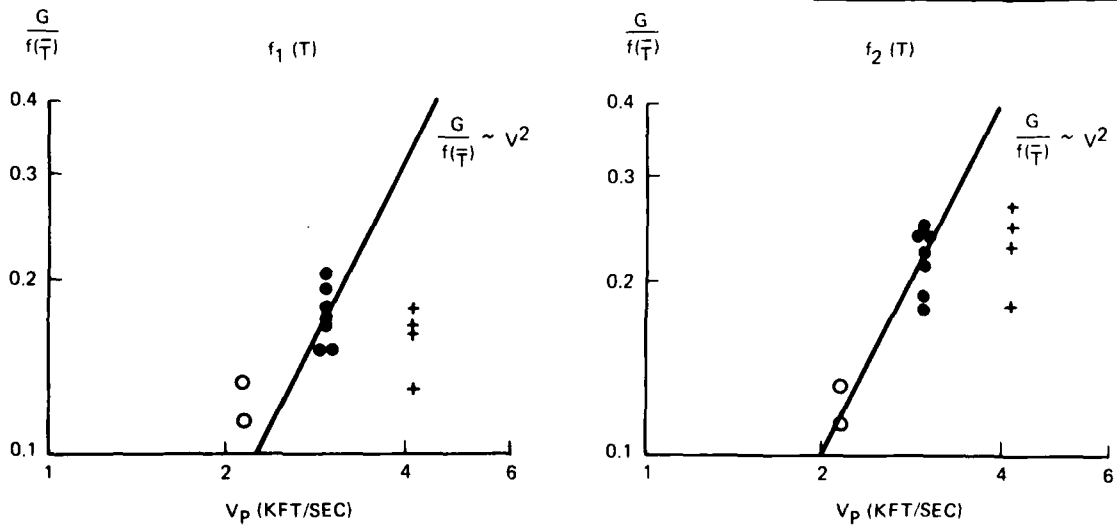 G
f(T̿)
f₁ (T)
0.4
0.3
0.2
0.1
G
f(T̿) ~ V²
1
2
4
6
Vₚ (KFT/SEC)
G
f(T̿)
f₂ (T)
0.4
0.3
0.2
0.1
G
f(T̿) ~ V²
1
2
4
6
Vₚ (KFT/SEC)